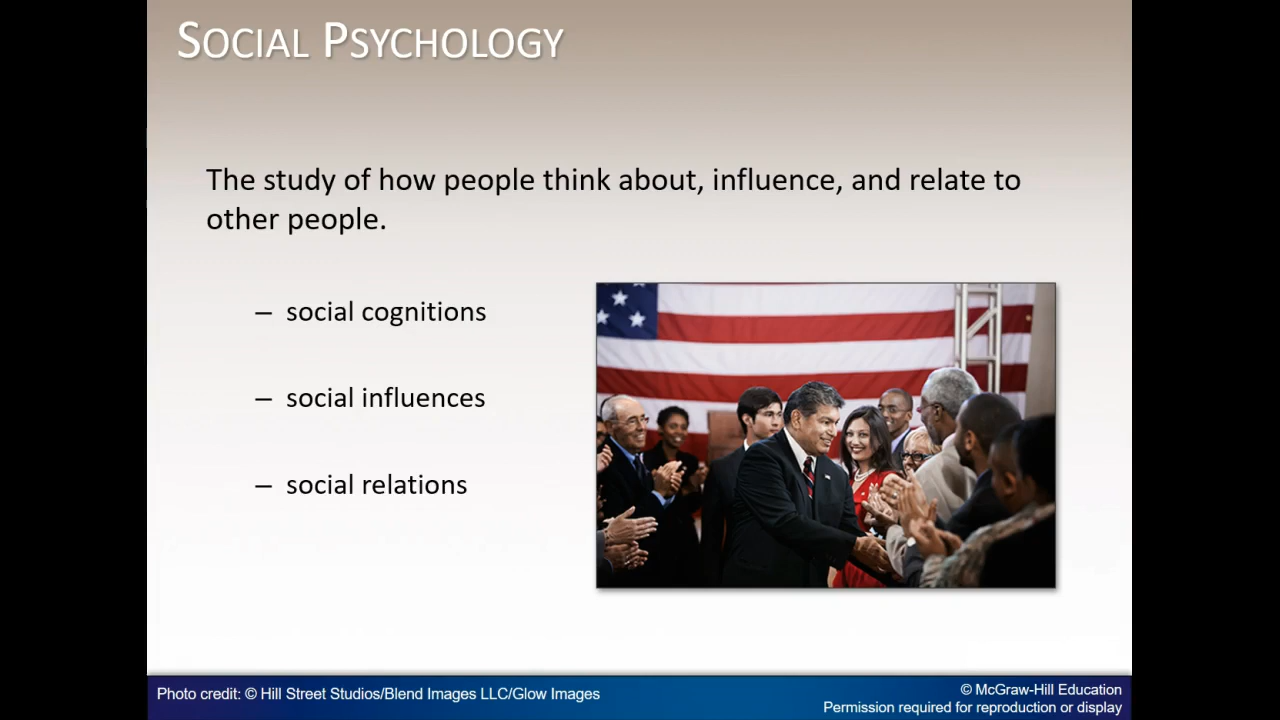 SOCIAL PSYCHOLOGY
The study of how people think about, influence, and relate to
other people.
– social cognitions
– social influences
– social relations
Photo credit: © Hill Street Studios/Blend Images LLC/Glow Images
© McGraw-Hill Education
Permission required for reproduction or display